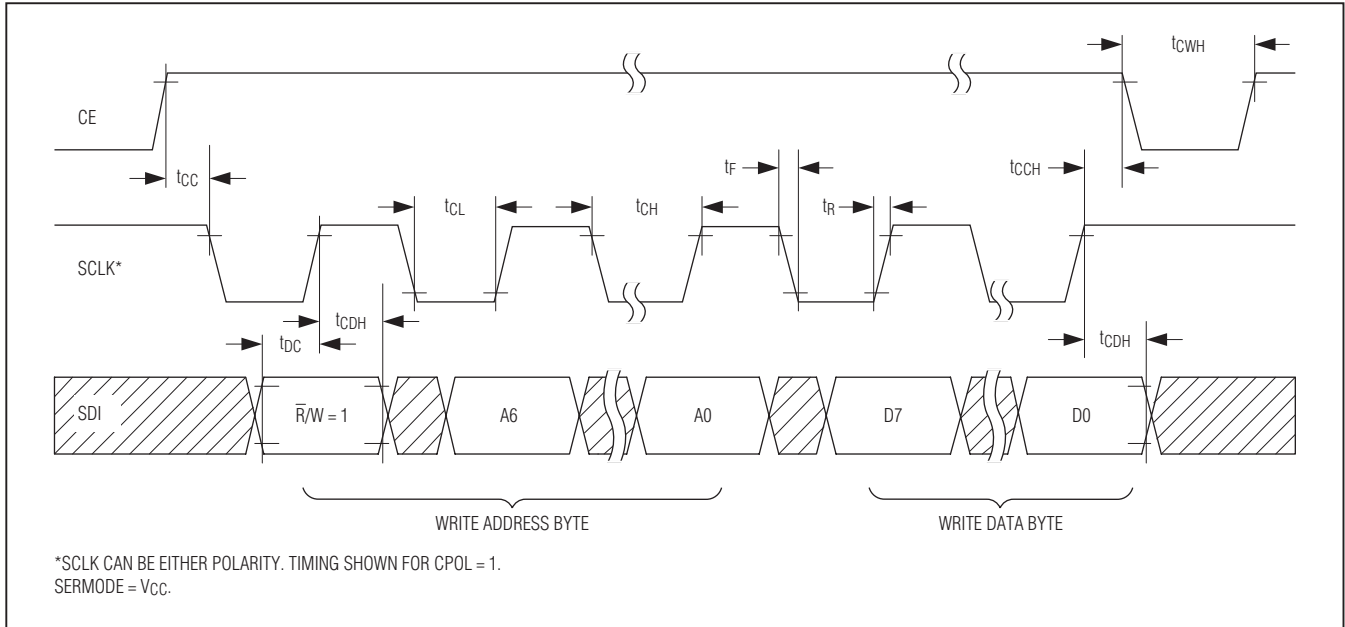 tCWH
CE
tCC
tF
tCCH
tCL
tCH
tR
SCLK*
tDC
tCDH
tCDH
SDI
R̅/W = 1
A6
A0
D7
D0
WRITE ADDRESS BYTE
WRITE DATA BYTE
*SCLK CAN BE EITHER POLARITY. TIMING SHOWN FOR CPOL = 1.
SERMODE = VCC.